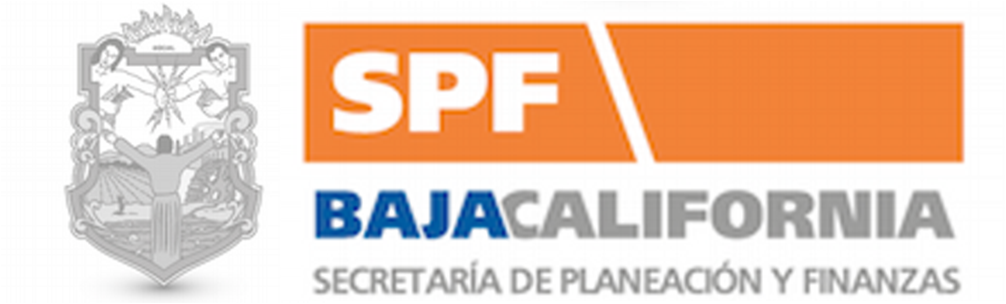 SPF
BAJACALIFORNIA
SECRETARÍA DE PLANEACIÓN Y FINANZAS